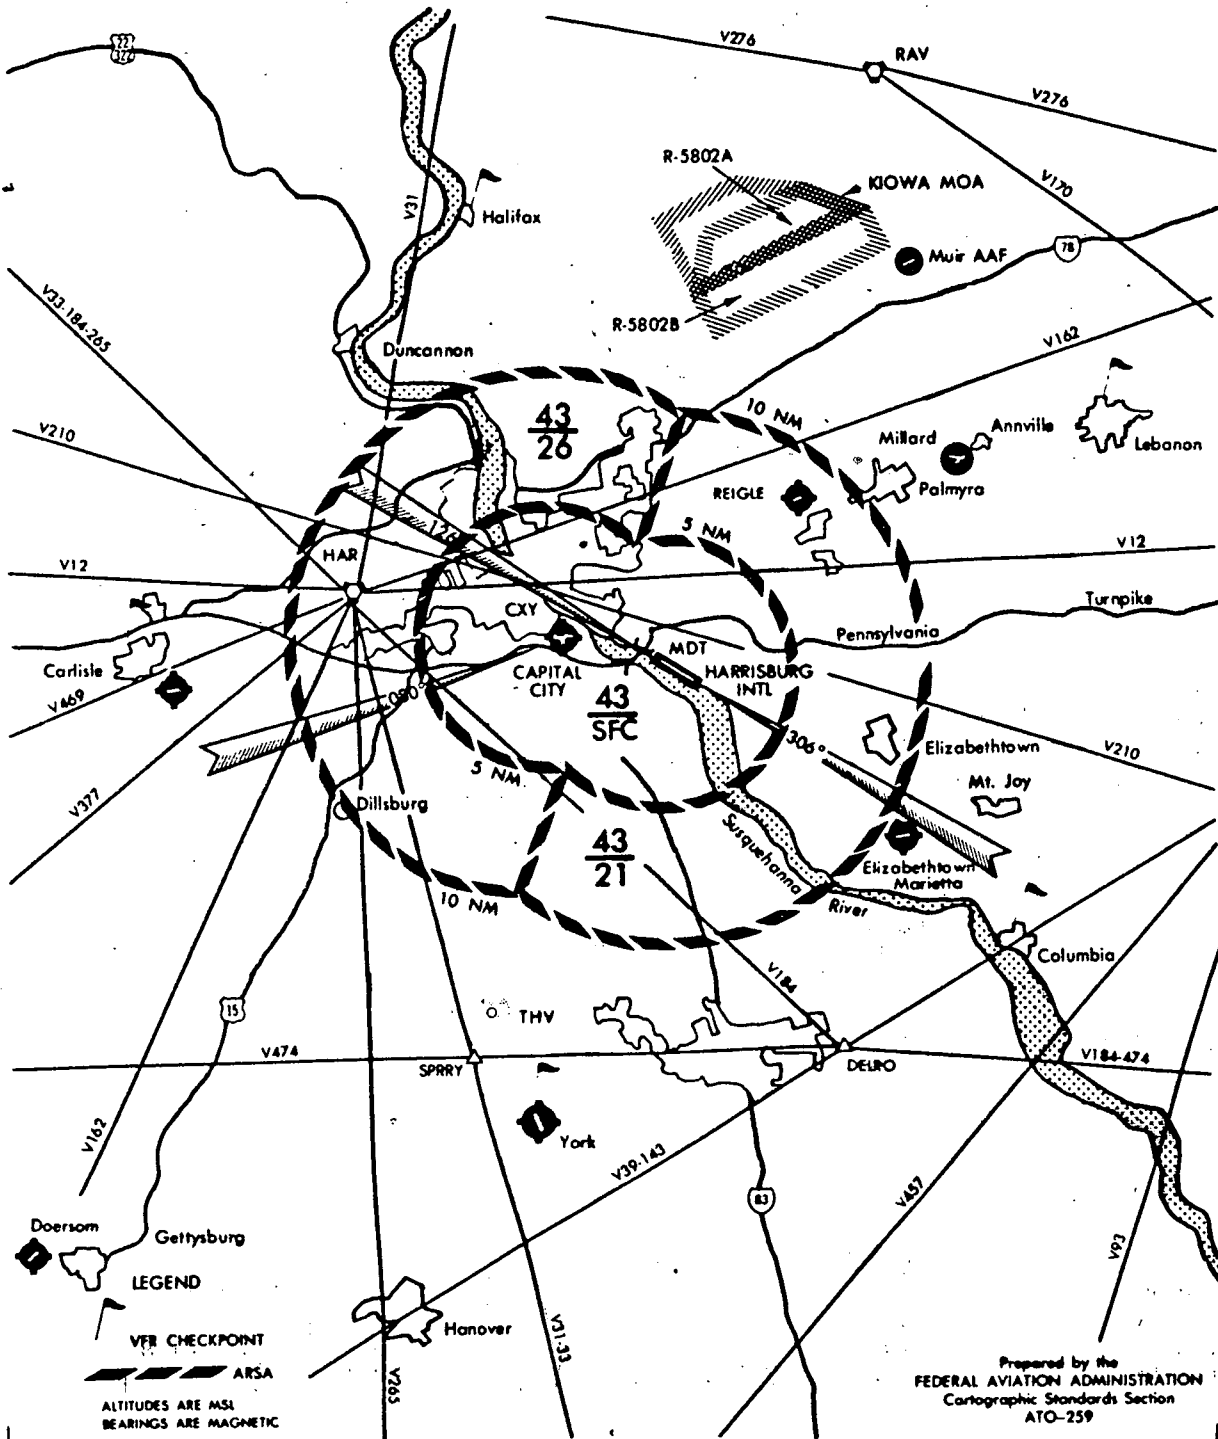 22
322
V276
RAV
V276
R-5802A
KIOWA MOA
V170
V31
Halifax
Muir AAF
78
V33-184-265
R-5802B
V162
Duncannon
10 NM
43
26
V210
Millard
Annville
Lebanon
REIGLE
Palmyra
5 NM
126°
HAR
V12
V12
CXY
Turnpike
Pennsylvania
Carlisle
CAPITAL
CITY
MDT
HARRISBURG
INTL
V469
080°
43
SFC
306°
Elizabethtown
V210
5 NM
Mt. Joy
V377
Dillsburg
Susquehanna
River
43
21
Elizabethtown
Marietta
10 NM
Columbia
V184
15
THV
V474
SPRRY
DELRO
V184-474
V162
York
V39-143
V457
83
V93
Doersom
Gettysburg
LEGEND
VFR CHECKPOINT
ARSA
ALTITUDES ARE MSL
BEARINGS ARE MAGNETIC
Hanover
V265
V31-33
Prepared by the
FEDERAL AVIATION ADMINISTRATION
Cartographic Standards Section
ATO-259